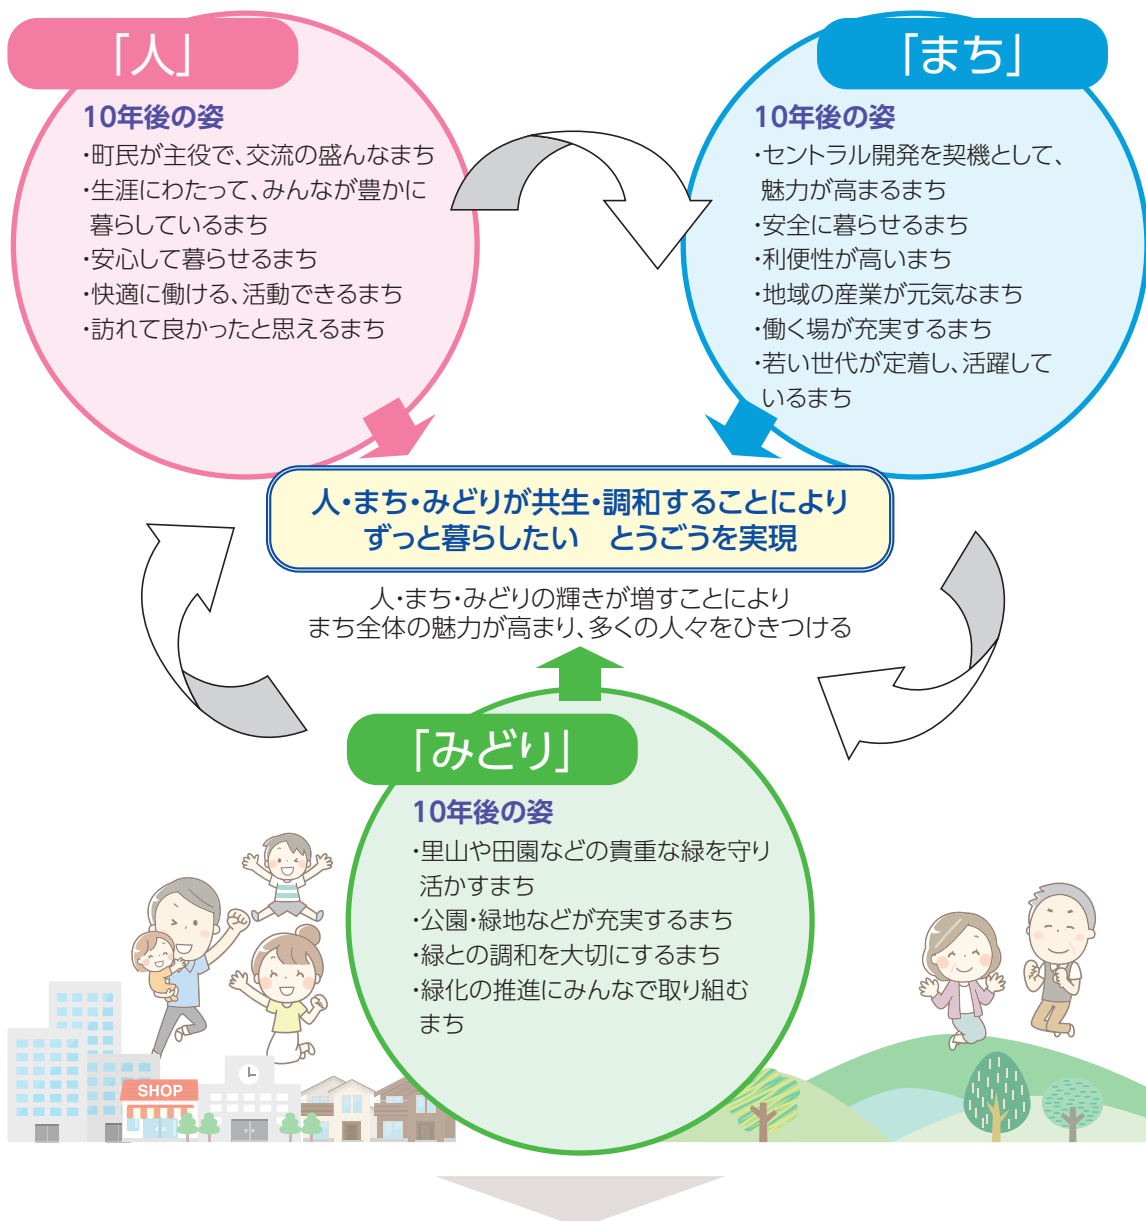 「人」
10年後の姿
・町民が主役で、交流の盛んなまち
・生涯にわたって、みんなが豊かに
暮らしているまち
・安心して暮らせるまち
・快適に働ける、活動できるまち
・訪れて良かったと思えるまち
「まち」
10年後の姿
・セントラル開発を契機として、
魅力が高まるまち
・安全に暮らせるまち
・利便性が高いまち
・地域の産業が元気なまち
・働く場が充実するまち
・若い世代が定着し、活躍して
いるまち
人・まち・みどりが共生・調和することにより
ずっと暮らしたい　とうごうを実現
人・まち・みどりの輝きが増すことにより
まち全体の魅力が高まり、多くの人々をひきつける
「みどり」
10年後の姿
・里山や田園などの貴重な緑を守り
活かすまち
・公園・緑地などが充実するまち
・緑との調和を大切にするまち
・緑化の推進にみんなで取り組む
まち
SHOP